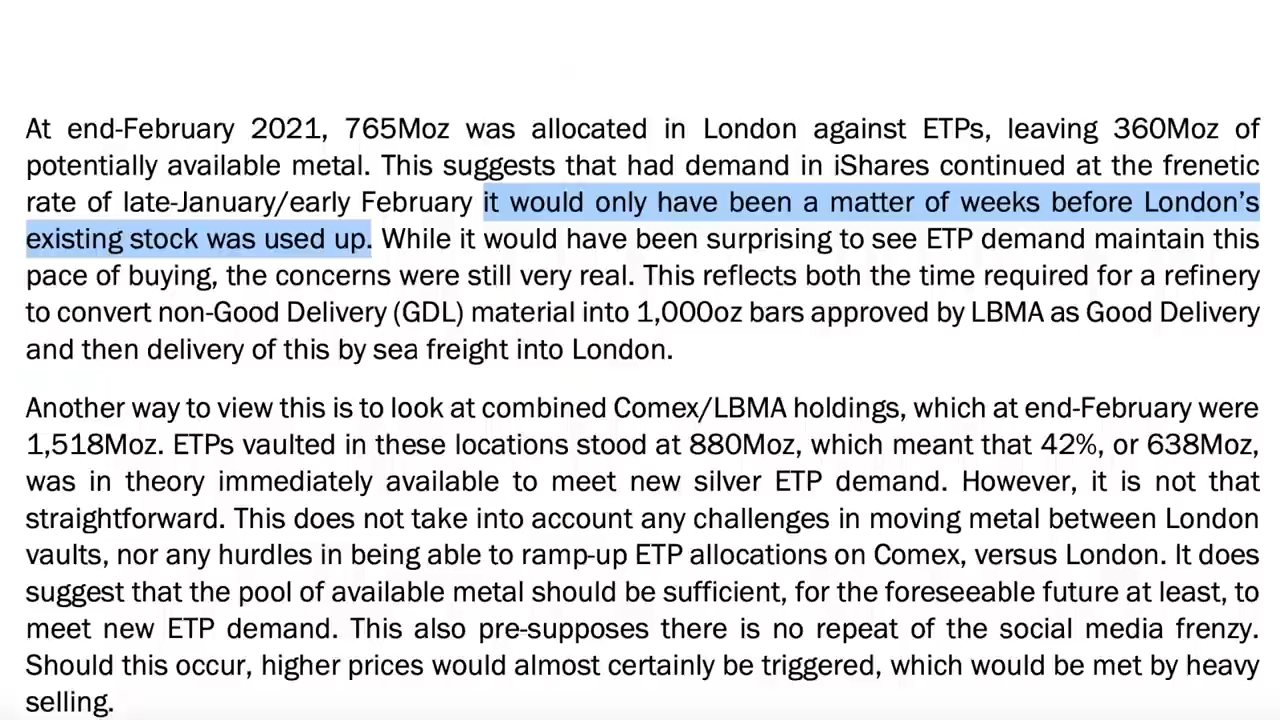 At end-February 2021, 765Moz was allocated in London against ETPs, leaving 360Moz of
potentially available metal. This suggests that had demand in iShares continued at the frenetic
rate of late-January/early February it would only have been a matter of weeks before London’s
existing stock was used up. While it would have been surprising to see ETP demand maintain this
pace of buying, the concerns were still very real. This reflects both the time required for a refinery
to convert non-Good Delivery (GDL) material into 1,000oz bars approved by LBMA as Good Delivery
and then delivery of this by sea freight into London.
Another way to view this is to look at combined Comex/LBMA holdings, which at end-February were
1,518Moz. ETPs vaulted in these locations stood at 880Moz, which meant that 42%, or 638Moz,
was in theory immediately available to meet new silver ETP demand. However, it is not that
straightforward. This does not take into account any challenges in moving metal between London
vaults, nor any hurdles in being able to ramp-up ETP allocations on Comex, versus London. It does
suggest that the pool of available metal should be sufficient, for the foreseeable future at least, to
meet new ETP demand. This also pre-supposes there is no repeat of the social media frenzy.
Should this occur, higher prices would almost certainly be triggered, which would be met by heavy
selling.